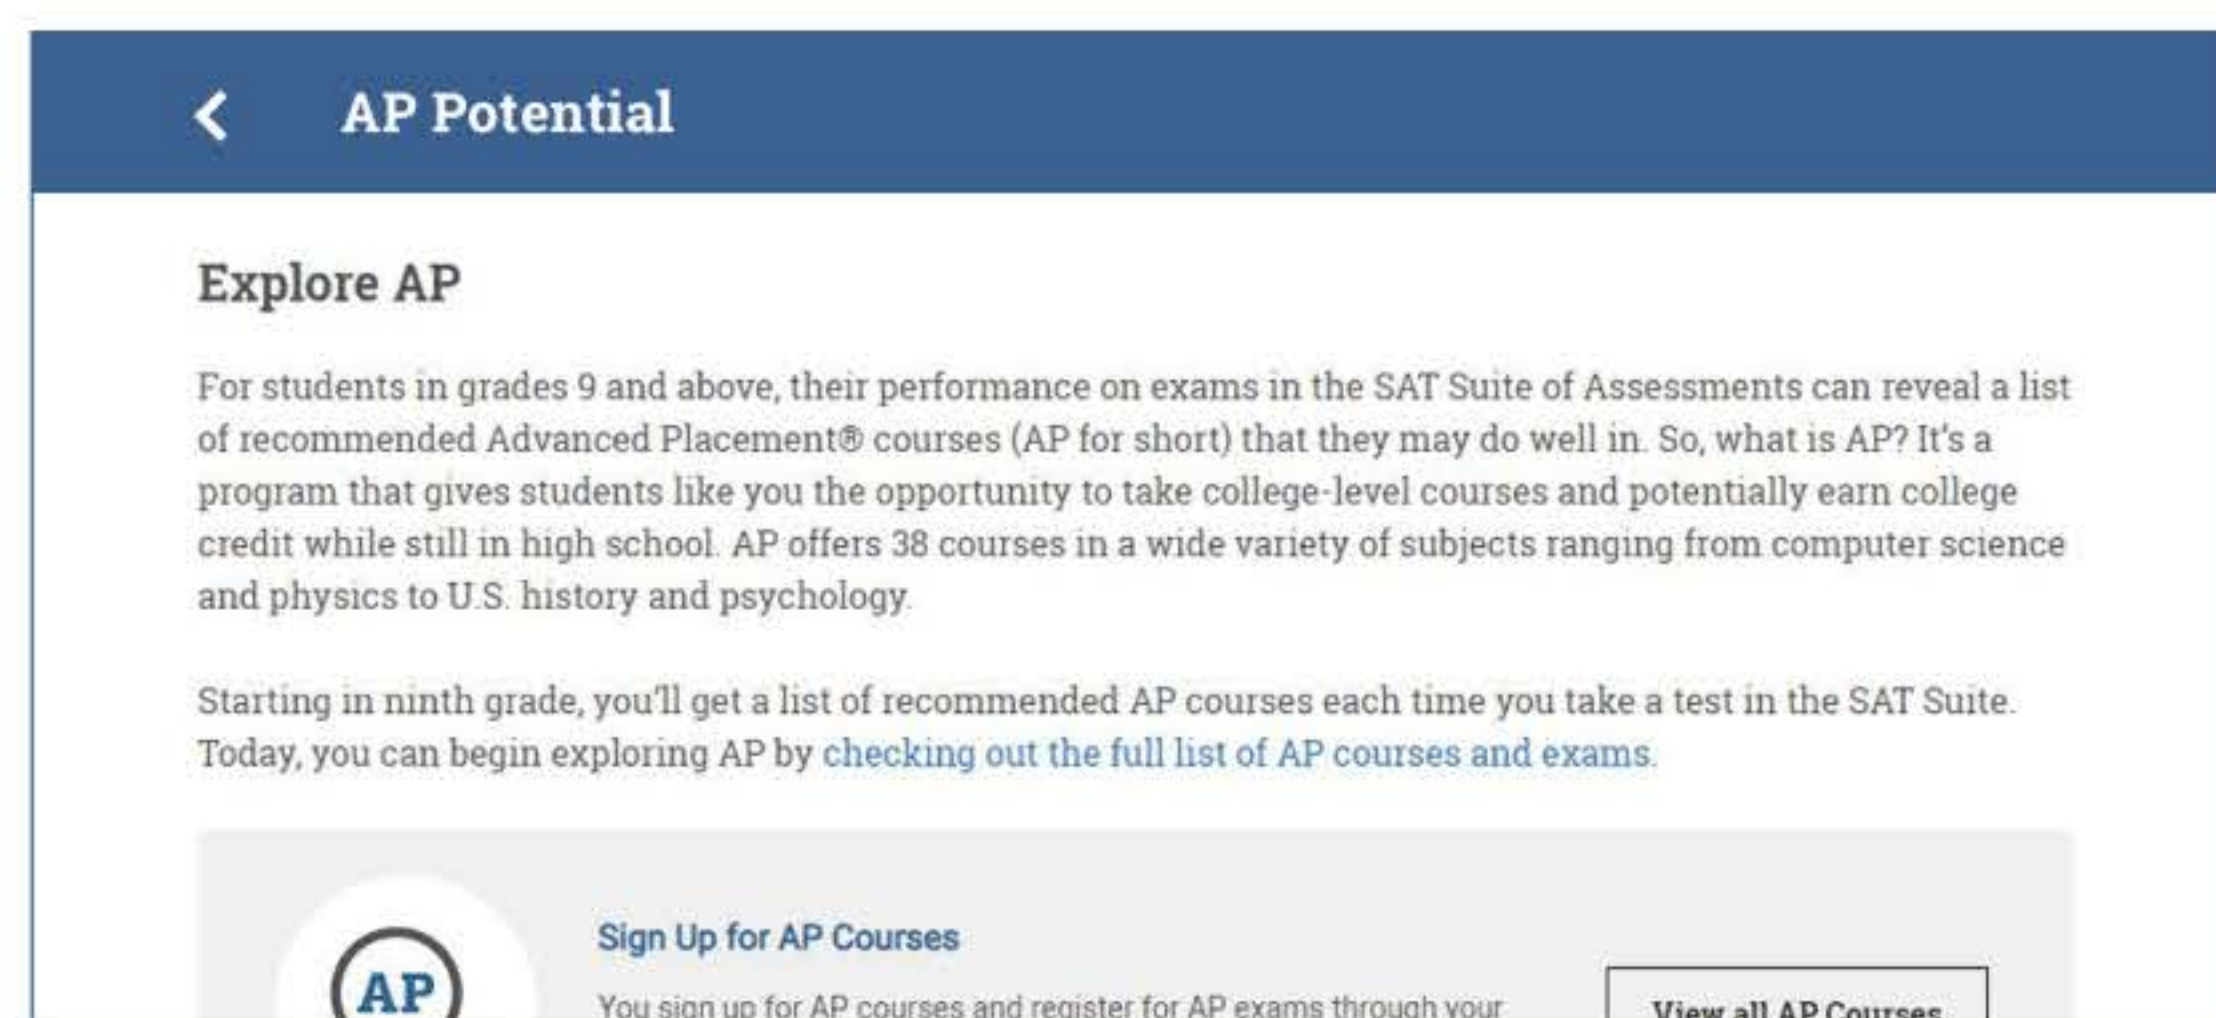 AP Potential
Explore AP
For students in grades 9 and above, their performance on exams in the SAT Suite of Assessments can reveal a list
of recommended Advanced Placement® courses (AP for short) that they may do well in. So, what is AP? It's a
program that gives students like you the opportunity to take college-level courses and potentially earn college
credit while still in high school. AP offers 38 courses in a wide variety of subjects ranging from computer science
and physics to U.S. history and psychology.
Starting in ninth grade, you'll get a list of recommended AP courses each time you take a test in the SAT Suite.
Today, you can begin exploring AP by checking out the full list of AP courses and exams.
AP
Sign Up for AP Courses
You sign up for AP courses and register for AP exams through your
View all AP Courses